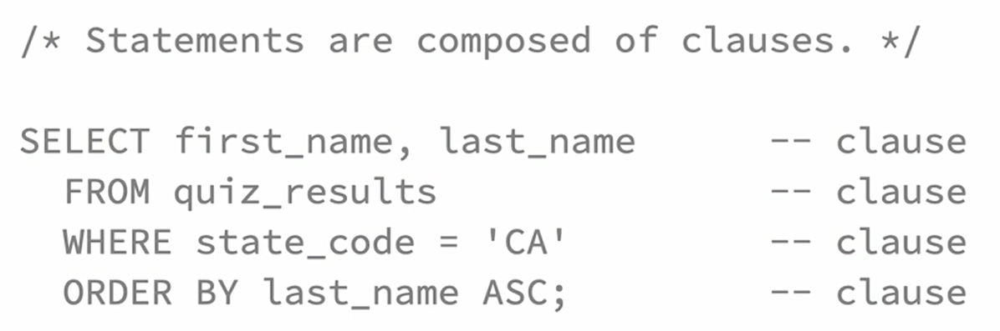 /* Statements are composed of clauses. */
SELECT first_name, last_name -- clause
FROM quiz_results -- clause
WHERE state_code = 'CA' -- clause
ORDER BY last_name ASC; -- clause